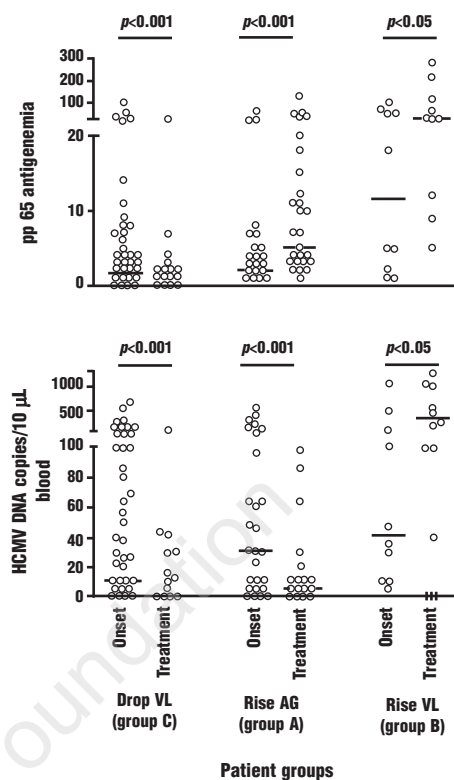 p<0.001 p<0.001 p<0.05
300
200
100
20
10
0
pp 65 antigenemia
p<0.001 p<0.001 p<0.05
1000
500
100
80
60
40
20
0
HCMV DNA copies/10 µL
blood
Onset Treatment Onset Treatment Onset Treatment
Drop VL Rise AG Rise VL
(group C) (group A) (group B)
Patient groups
oundation